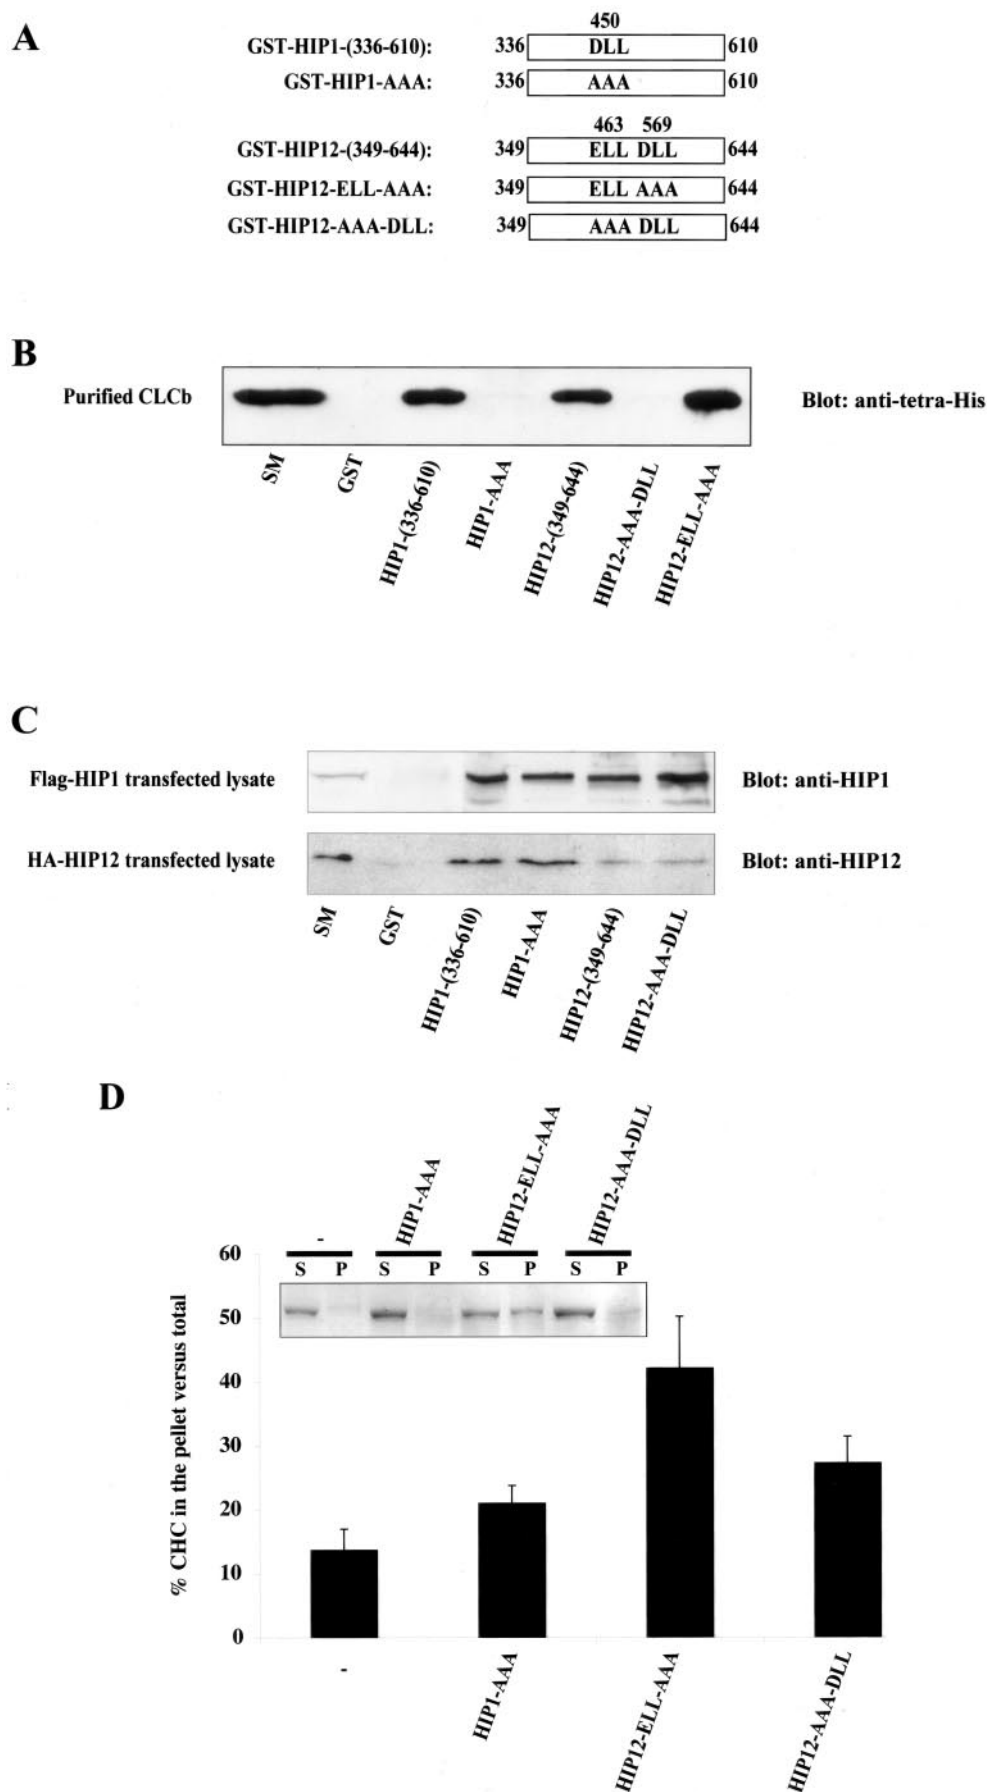 A
450
GST-HIP1-(336-610): 336 DLL 610
GST-HIP1-AAA: 336 AAA 610
463 569
GST-HIP12-(349-644): 349 ELL DLL 644
GST-HIP12-ELL-AAA: 349 ELL AAA 644
GST-HIP12-AAA-DLL: 349 AAA DLL 644
B
Purified CLCb
Blot: anti-tetra-His
SM
GST
HIP1-(336-610)
HIP1-AAA
HIP12-(349-644)
HIP12-AAA-DLL
HIP12-ELL-AAA
C
Flag-HIP1 transfected lysate
Blot: anti-HIP1
HA-HIP12 transfected lysate
Blot: anti-HIP12
SM
GST
HIP1-(336-610)
HIP1-AAA
HIP12-(349-644)
HIP12-AAA-DLL
D
-
HIP1-AAA
HIP12-ELL-AAA
HIP12-AAA-DLL
S P S P S P S P
% CHC in the pellet versus total
60
50
40
30
20
10
0
-
HIP1-AAA
HIP12-ELL-AAA
HIP12-AAA-DLL